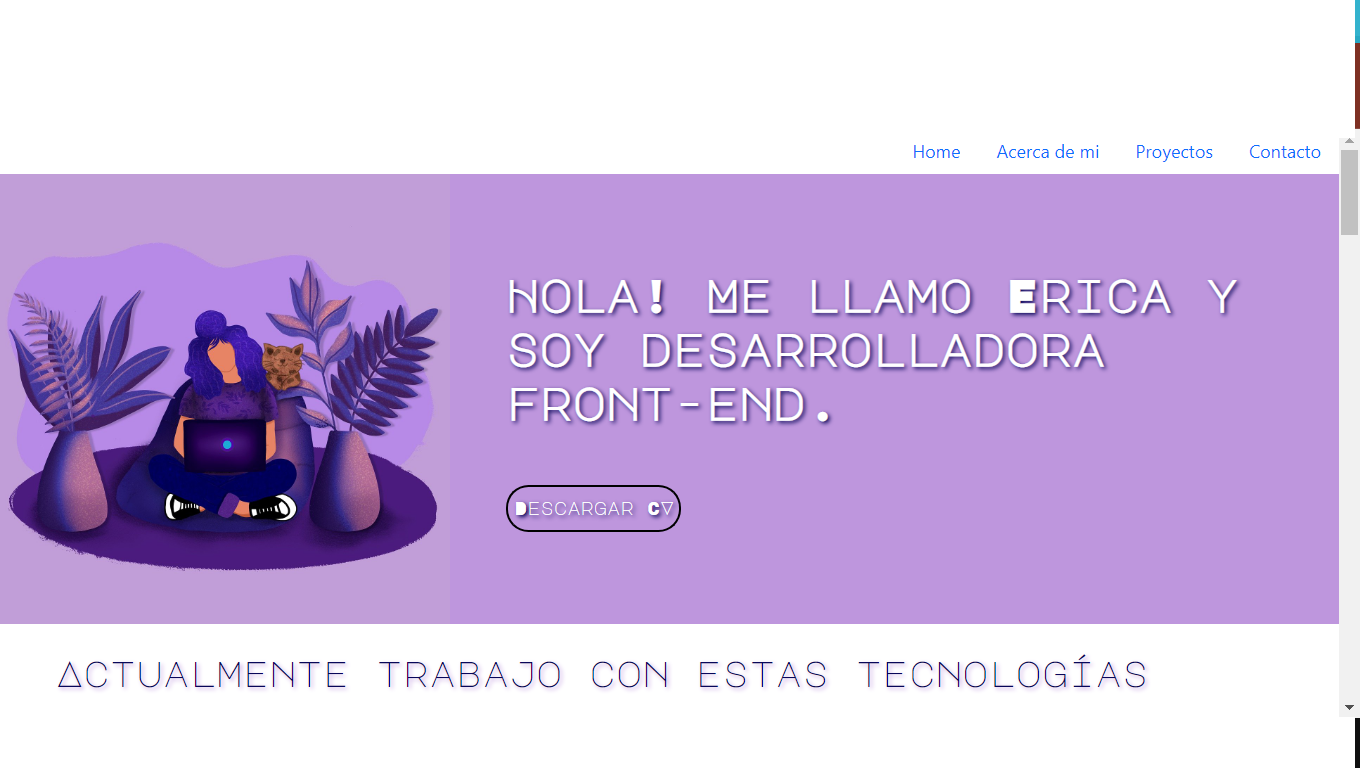 Home Acerca de mi Proyectos Contacto
Hola! Me llamo Erica y
soy desarrolladora
front-end.
Descargar CV
Actualmente trabajo con estas tecnologías